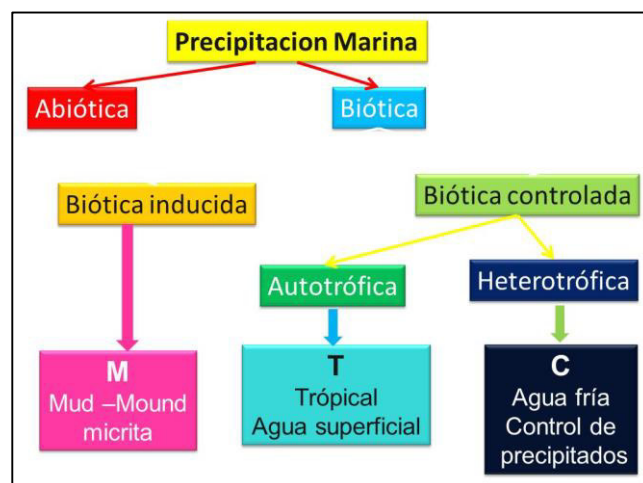 Precipitacion Marina
Abiótica
Biótica
Biótica inducida
Biótica controlada
Autotrófica
Heterotrófica
M
Mud –Mound
micrita
T
Trópical
Agua superficial
C
Agua fría
Control de
precipitados